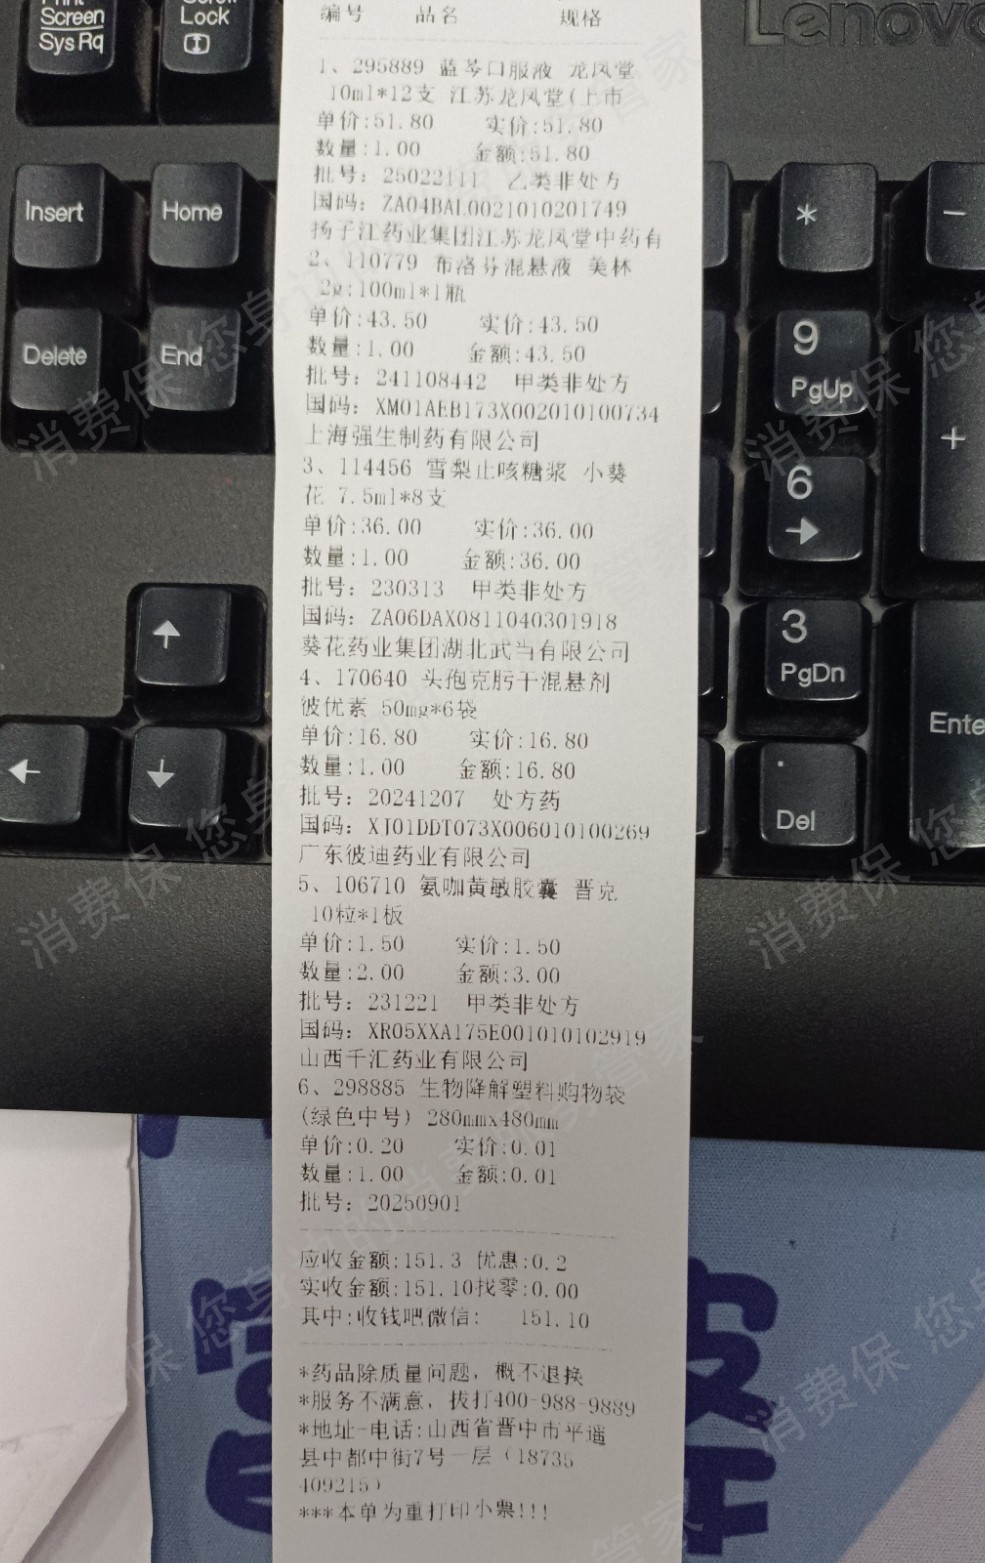 Print
Screen
Sys Rq
Scroll
Lock
Lenovo
编号 品名 规格
1、295889 蓝芩口服液 龙凤堂
10ml*12支 江苏龙凤堂(上市
单价:51.80 实价:51.80
数量:1.00 金额:51.80
批号: 25022111 乙类非处方
国码: ZA04BAL0021010201749
扬子江药业集团江苏龙凤堂中药有
2、110779 布洛芬混悬液 美林
2g:100ml*1瓶
单价:43.50 实价:43.50
数量:1.00 金额:43.50
批号: 241108442 甲类非处方
国码: XM01AEB173X002010100734
上海强生制药有限公司
3、114456 雪梨止咳糖浆 小葵
花 7.5ml*8支
单价:36.00 实价:36.00
数量:1.00 金额:36.00
批号: 230313 甲类非处方
国码: ZA06DAX0811040301918
葵花药业集团湖北武当有限公司
4、170640 头孢克肟干混悬剂
彼优素 50mg*6袋
单价:16.80 实价:16.80
数量:1.00 金额:16.80
批号: 20241207 处方药
国码: XJ01DDT073X006010100269
广东彼迪药业有限公司
5、106710 氨咖黄敏胶囊 晋克
10粒*1板
单价:1.50 实价:1.50
数量:2.00 金额:3.00
批号: 231221 甲类非处方
国码: XR05XXA175E001010102919
山西千汇药业有限公司
6、298885 生物降解塑料购物袋
(绿色中号) 280mmx480mm
单价:0.20 实价:0.01
数量:1.00 金额:0.01
批号: 20250901
应收金额:151.3 优惠:0.2
实收金额:151.10找零:0.00
其中:收钱吧微信: 151.10
*药品除质量问题, 概不退换
*服务不满意, 拔打400-988-9889
*地址-电话:山西省晋中市平遥
县中都中街7号一层（18735
409215）
***本单为重打印小票!!!
Insert
Home
Delete
End
*
-
9
PgUp
+
6
3
PgDn
Ente
.
Del
消费保 您身边的消费管家